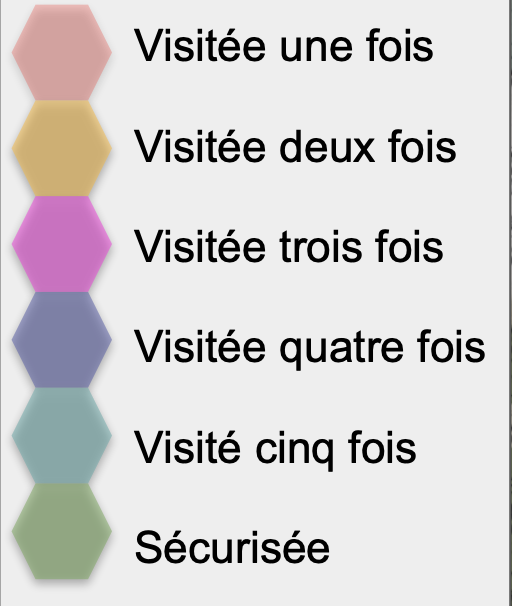 Visitée une fois
Visitée deux fois
Visitée trois fois
Visitée quatre fois
Visité cinq fois
Sécurisée